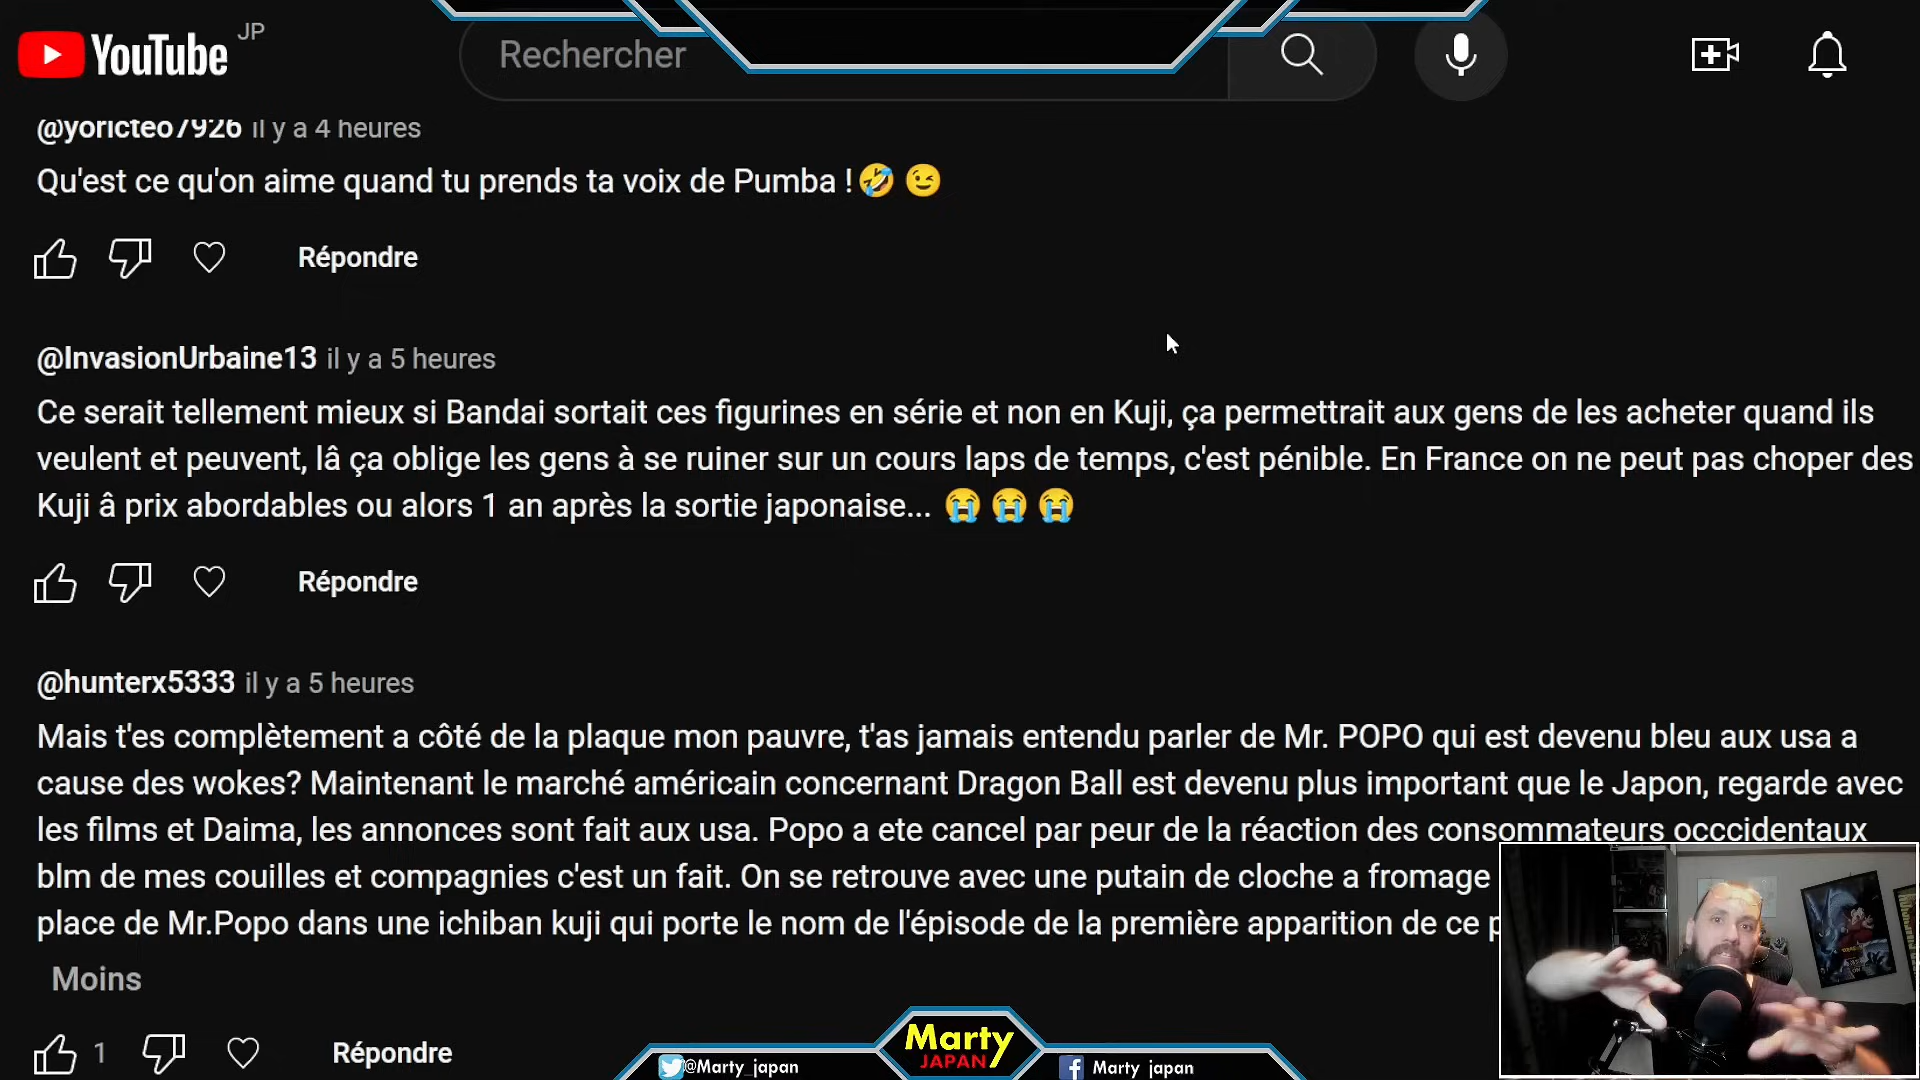 YouTube JP
Rechercher
@yoricteo7926 il y a 4 heures
Qu'est ce qu'on aime quand tu prends ta voix de Pumba !🤣 😉
Répondre
@InvasionUrbaine13 il y a 5 heures
Ce serait tellement mieux si Bandai sortait ces figurines en série et non en Kuji, ça permettrait aux gens de les acheter quand ils
veulent et peuvent, lâ ça oblige les gens à se ruiner sur un cours laps de temps, c'est pénible. En France on ne peut pas choper des
Kuji â prix abordables ou alors 1 an après la sortie japonaise... 😭 😭 😭
Répondre
@hunterx5333 il y a 5 heures
Mais t'es complètement a côté de la plaque mon pauvre, t'as jamais entendu parler de Mr. POPO qui est devenu bleu aux usa a
cause des wokes? Maintenant le marché américain concernant Dragon Ball est devenu plus important que le Japon, regarde avec
les films et Daima, les annonces sont fait aux usa. Popo a ete cancel par peur de la réaction des consommateurs occcidentaux
blm de mes couilles et compagnies c'est un fait. On se retrouve avec une putain de cloche a fromage
place de Mr.Popo dans une ichiban kuji qui porte le nom de l'épisode de la première apparition de ce
Moins
1 Répondre
Marty
JAPAN
@Marty_japan
Marty japan